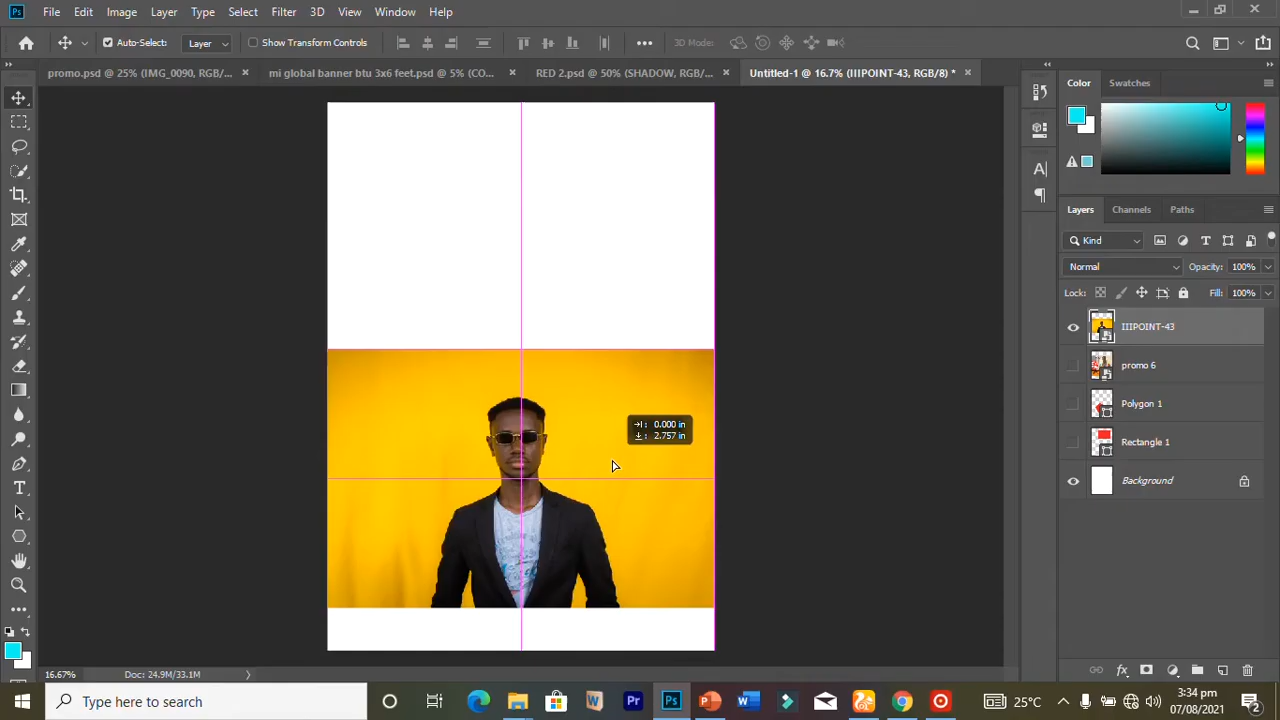 File Edit Image Layer Type Select Filter 3D View Window Help
Auto-Select: Layer Show Transform Controls 3D Mode:
promo.psd @ 25% (IMG_0090, RGB/... × mi global banner btu 3x6 feet.psd @ 5% (CO... × RED 2.psd @ 50% (SHADOW, RGB/... × Untitled-1 @ 16.7% (IIIPOINT-43, RGB/8) * ×
Color Swatches
Layers Channels Paths
Kind
Normal Opacity: 100%
Lock: Fill: 100%
IIIPOINT-43
promo 6
Polygon 1
Rectangle 1
Background
0.000 in
2.757 in
16.67% Doc: 24.9M/33.1M
Type here to search
25°C
3:34 pm
07/08/2021
2